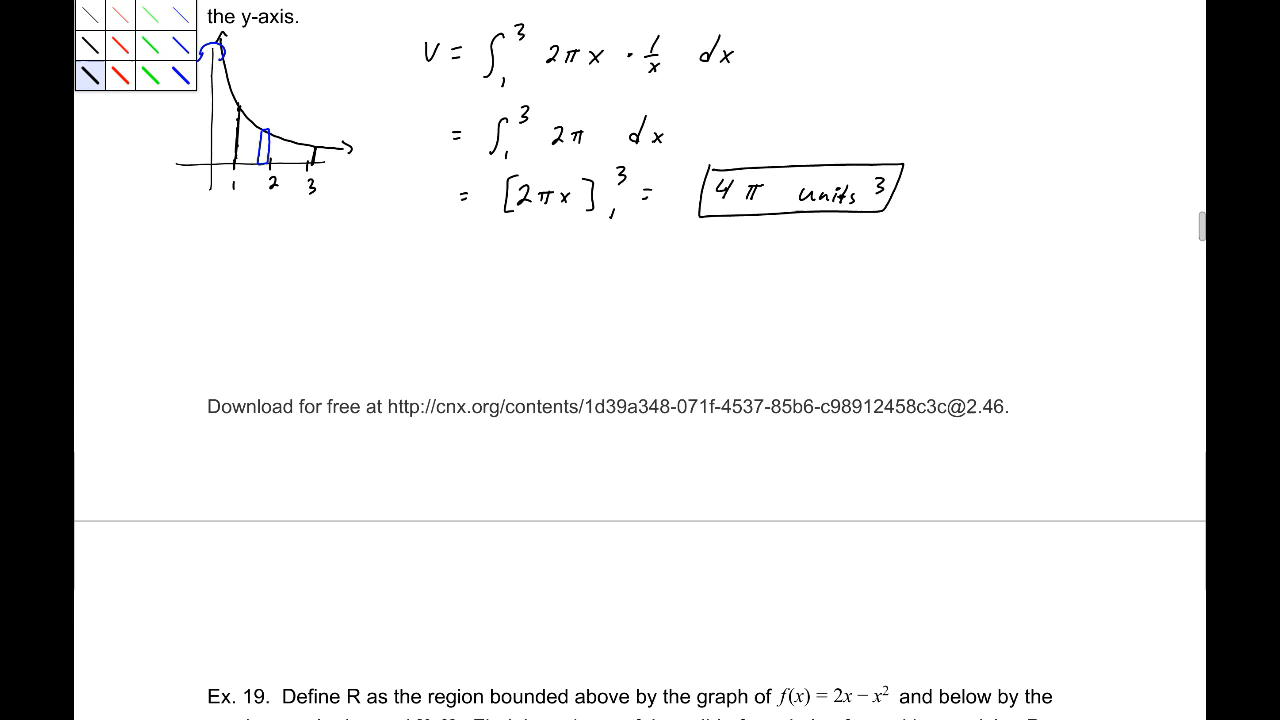 the y-axis.
V = ∫₁³ 2πx · 1/x dx
= ∫₁³ 2π dx
= [2πx]₁³ = 4π units³
1 2 3
Download for free at http://cnx.org/contents/1d39a348-071f-4537-85b6-c98912458c3c@2.46.
Ex. 19. Define R as the region bounded above by the graph of f(x) = 2x − x² and below by the